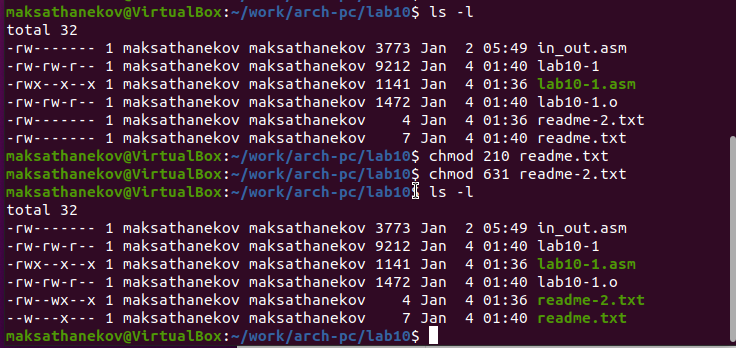 maksathanekov@VirtualBox:~/work/arch-pc/lab10$ ls -l
total 32
-rw------- 1 maksathanekov maksathanekov 3773 Jan  2 05:49 in_out.asm
-rw-rw-r-- 1 maksathanekov maksathanekov 9212 Jan  4 01:40 lab10-1
-rwx--x--x 1 maksathanekov maksathanekov 1141 Jan  4 01:36 lab10-1.asm
-rw-rw-r-- 1 maksathanekov maksathanekov 1472 Jan  4 01:40 lab10-1.o
-rw------- 1 maksathanekov maksathanekov    4 Jan  4 01:36 readme-2.txt
-rw------- 1 maksathanekov maksathanekov    7 Jan  4 01:40 readme.txt
maksathanekov@VirtualBox:~/work/arch-pc/lab10$ chmod 210 readme.txt
maksathanekov@VirtualBox:~/work/arch-pc/lab10$ chmod 631 readme-2.txt
maksathanekov@VirtualBox:~/work/arch-pc/lab10$ ls -l
total 32
-rw------- 1 maksathanekov maksathanekov 3773 Jan  2 05:49 in_out.asm
-rw-rw-r-- 1 maksathanekov maksathanekov 9212 Jan  4 01:40 lab10-1
-rwx--x--x 1 maksathanekov maksathanekov 1141 Jan  4 01:36 lab10-1.asm
-rw-rw-r-- 1 maksathanekov maksathanekov 1472 Jan  4 01:40 lab10-1.o
-rw--wx--x 1 maksathanekov maksathanekov    4 Jan  4 01:36 readme-2.txt
--w---x--- 1 maksathanekov maksathanekov    7 Jan  4 01:40 readme.txt
maksathanekov@VirtualBox:~/work/arch-pc/lab10$